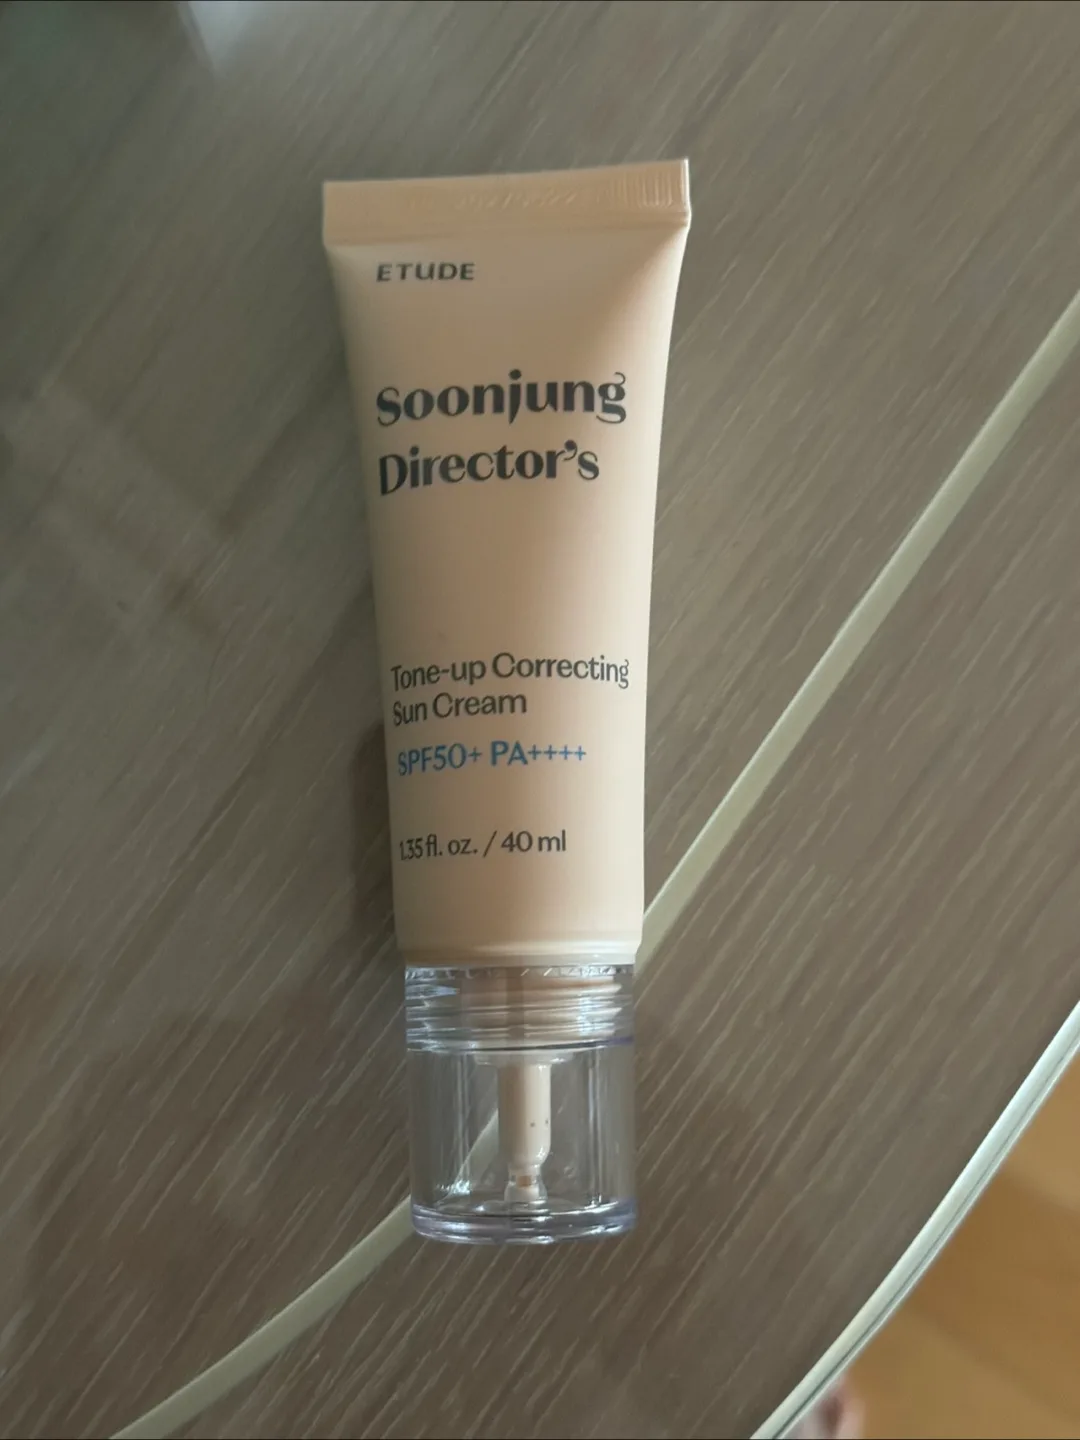 ETUDE
Soonjung
Director's
Tone-up Correcting
Sun Cream
SPF50+ PA++++
1.35 fl. oz. / 40 ml